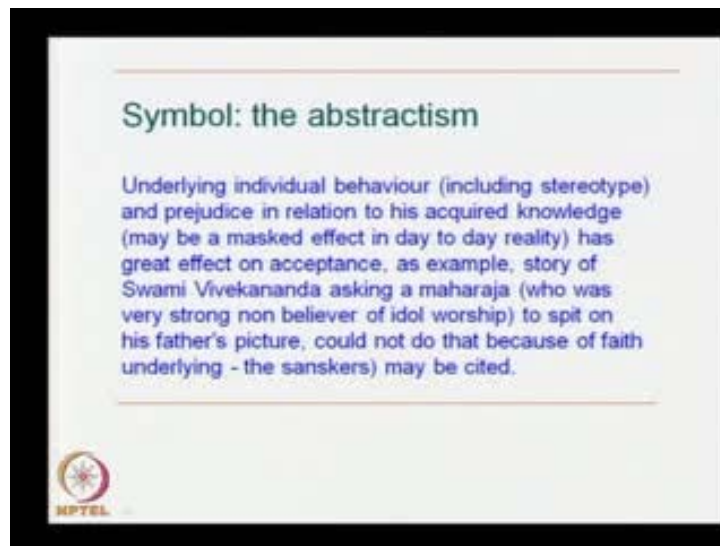 Symbol: the abstractism
Underlying individual behaviour (including stereotype)
and prejudice in relation to his acquired knowledge
(may be a masked effect in day to day reality) has
great effect on acceptance, as example, story of
Swami Vivekananda asking a maharaja (who was
very strong non believer of idol worship) to spit on
his father's picture, could not do that because of faith
underlying - the sanskers) may be cited.
NPTEL